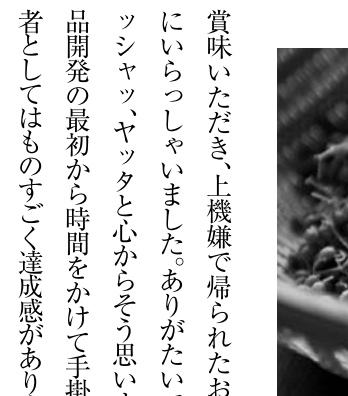 賞味いただき、上機嫌で帰られたお
にいらっしゃいました。ありがたい
ッシャッ、ヤッタと心からそう思い
品開発の最初から時間をかけて手掛
者としてはものすごく達成感があり